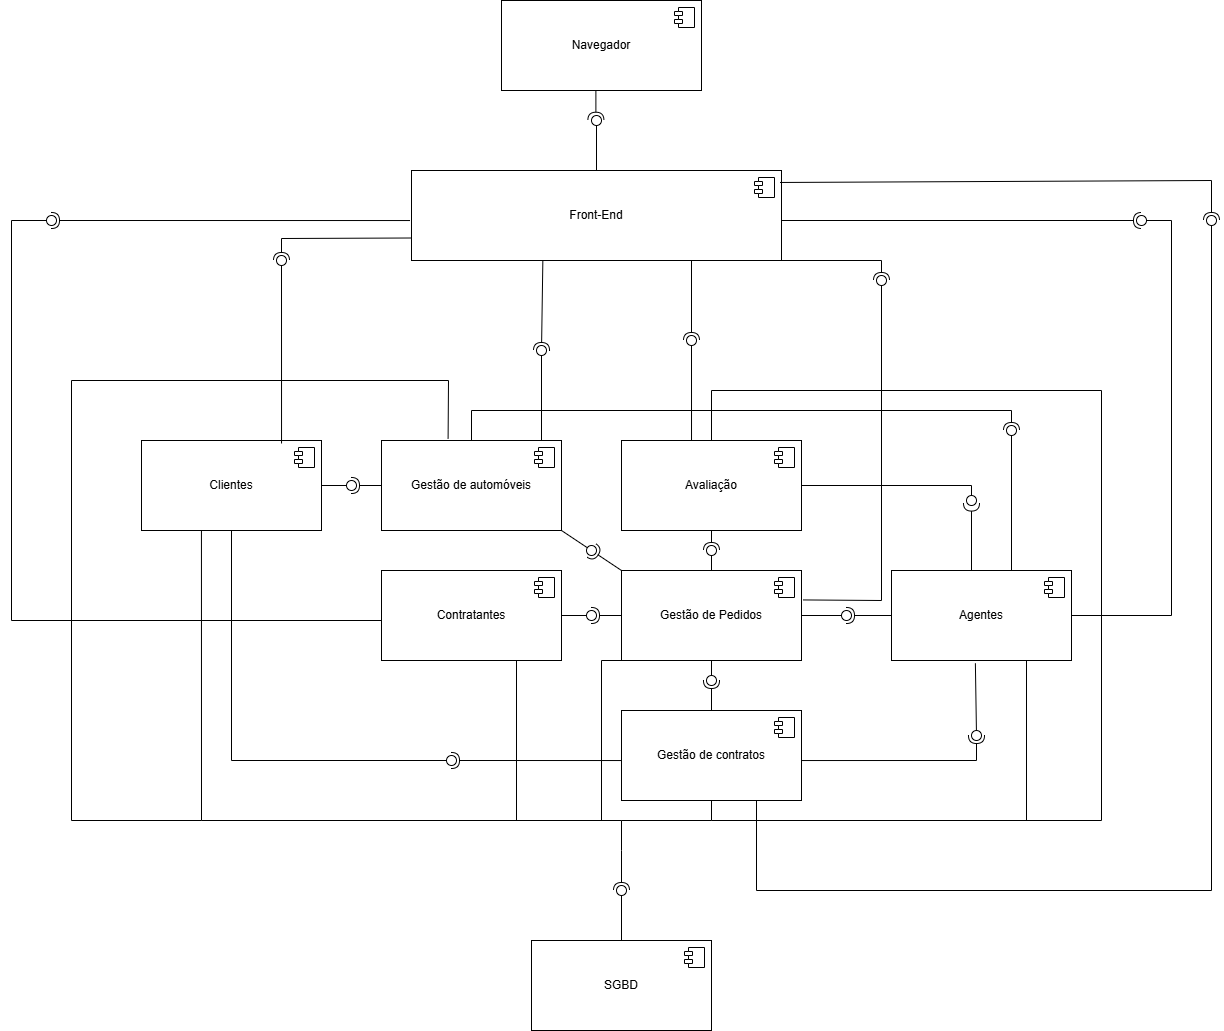 Navegador
Front-End
Clientes
Gestão de automóveis
Avaliação
Contratantes
Gestão de Pedidos
Agentes
Gestão de contratos
SGBD